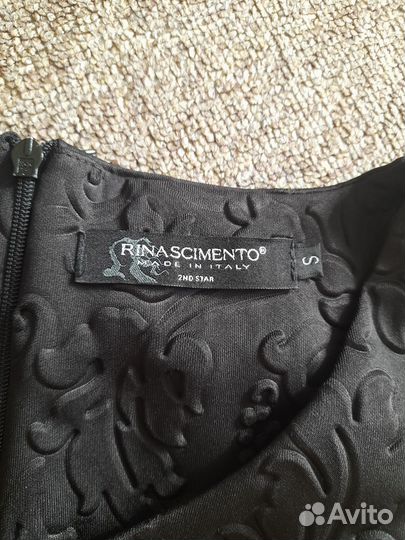 RINASCIMENTO®
MADE IN ITALY
2ND STAR
S
Avito